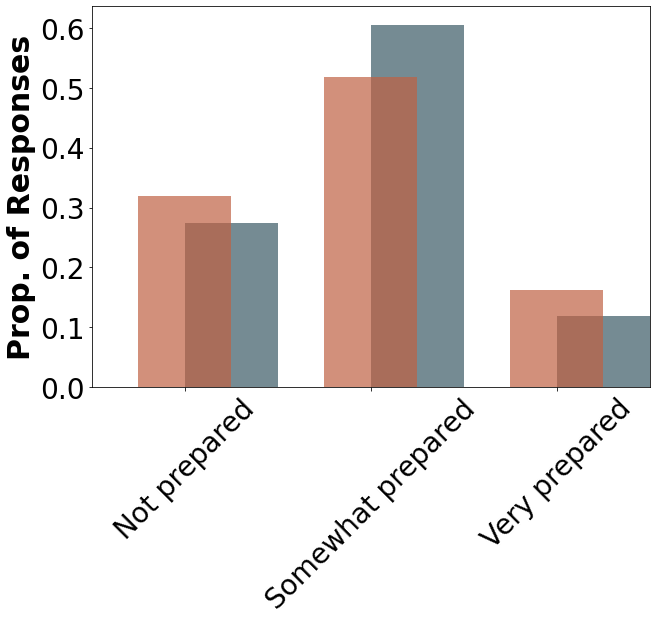 Prop. of Responses
0.6
0.5
0.4
0.3
0.2
0.1
0.0
Not prepared
Somewhat prepared
Very prepared